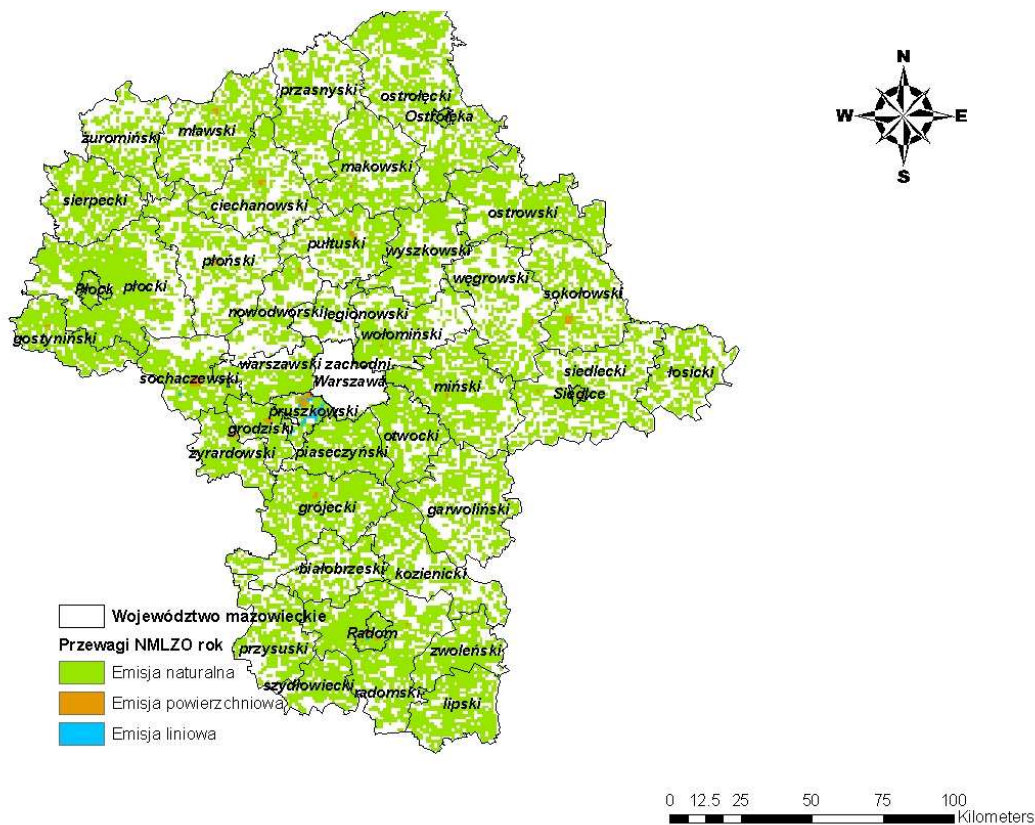 N
W E
S
przasnyski
ostrołęcki
Ostrołęka
żuromiński
mławski
makowski
sierpecki
ciechanowski
ostrowski
pułtuski
wyszkowski
płoński
węgrowski
sokołowski
Płock
płocki
nowodworski
legionowski
wołomiński
gostyniński
warszawski zachodni
Warszawa
sochaczewski
miński
siedlecki
Siedlce
łosicki
pruszkowski
grodziski
otwocki
żyrardowski
piaseczyński
grójecki
garwoliński
białobrzeski
kozienicki
Radom
przysuski
zwoleński
szydłowiecki
radomski
lipski
Województwo mazowieckie
Przewagi NMLZO rok
Emisja naturalna
Emisja powierzchniowa
Emisja liniowa
0 12.5 25 50 75 100
Kilometers